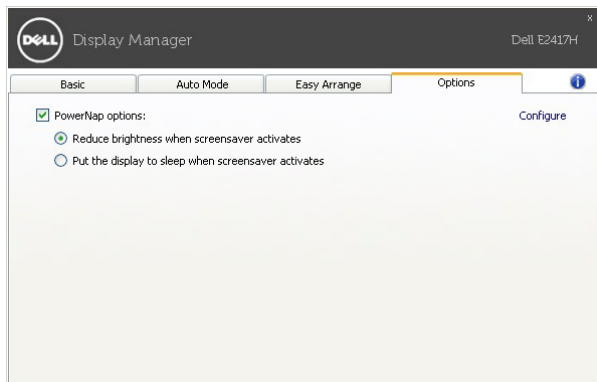 x
DELL Display Manager Dell E2417H
Basic Auto Mode Easy Arrange Options i
PowerNap options: Configure
Reduce brightness when screensaver activates
Put the display to sleep when screensaver activates